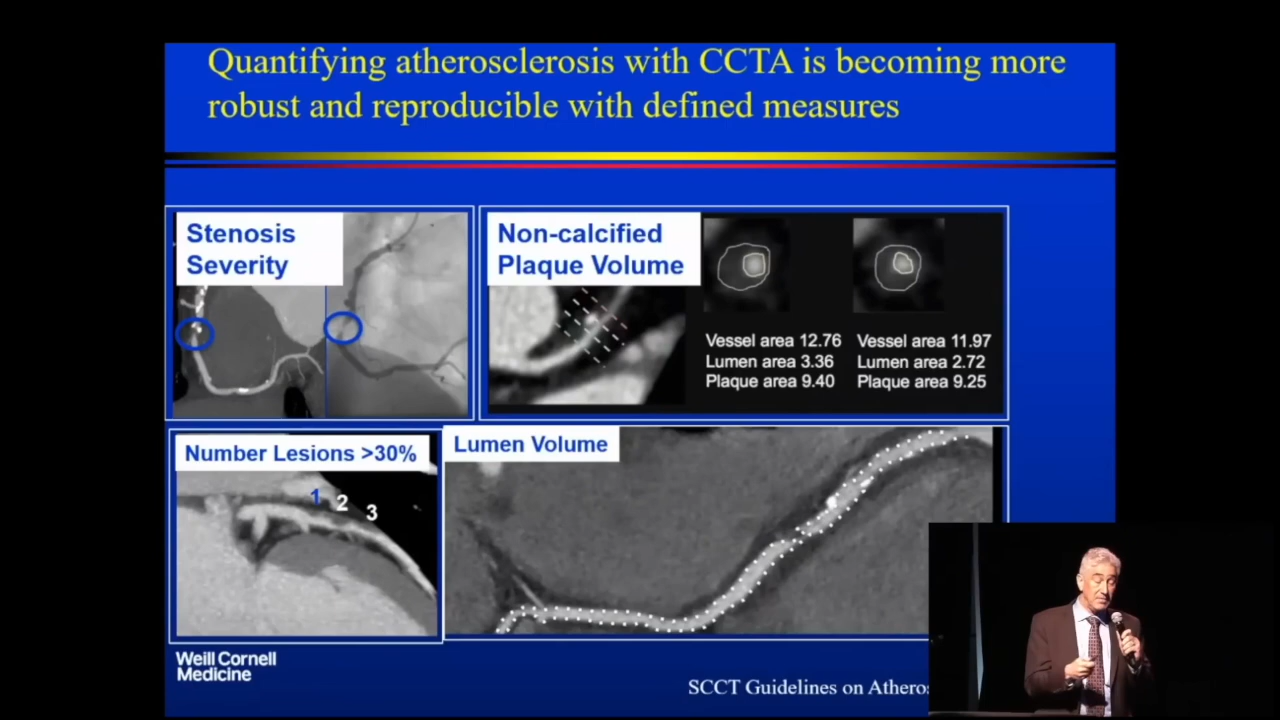 Quantifying atherosclerosis with CCTA is becoming more
robust and reproducible with defined measures
Stenosis
Severity
Non-calcified
Plaque Volume
Vessel area 12.76
Lumen area 3.36
Plaque area 9.40
Vessel area 11.97
Lumen area 2.72
Plaque area 9.25
Number Lesions >30%
1
2
3
Lumen Volume
Weill Cornell
Medicine
SCCT Guidelines on